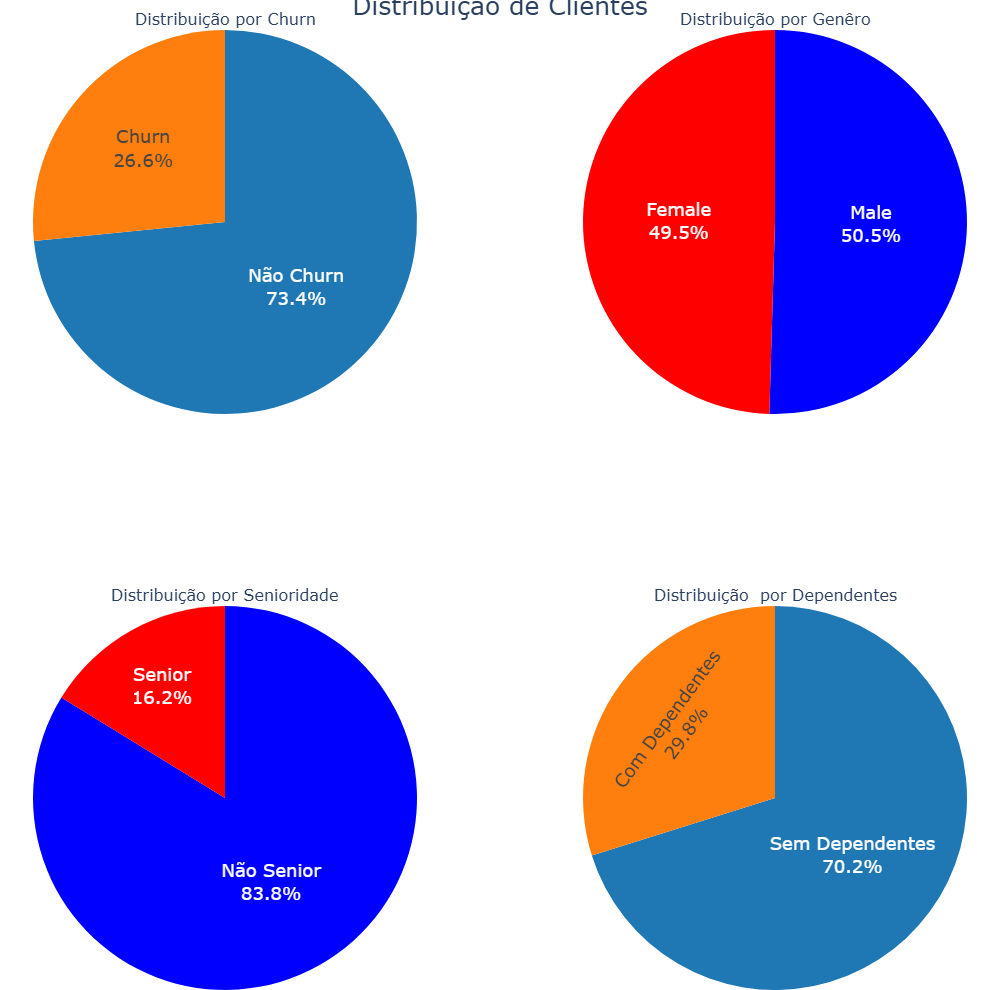 Distribuição de Clientes
Distribuição por Churn
Churn
26.6%
Não Churn
73.4%
Distribuição por Genêro
Female
49.5%
Male
50.5%
Distribuição por Senioridade
Senior
16.2%
Não Senior
83.8%
Distribuição  por Dependentes
Com Dependentes
29.8%
Sem Dependentes
70.2%